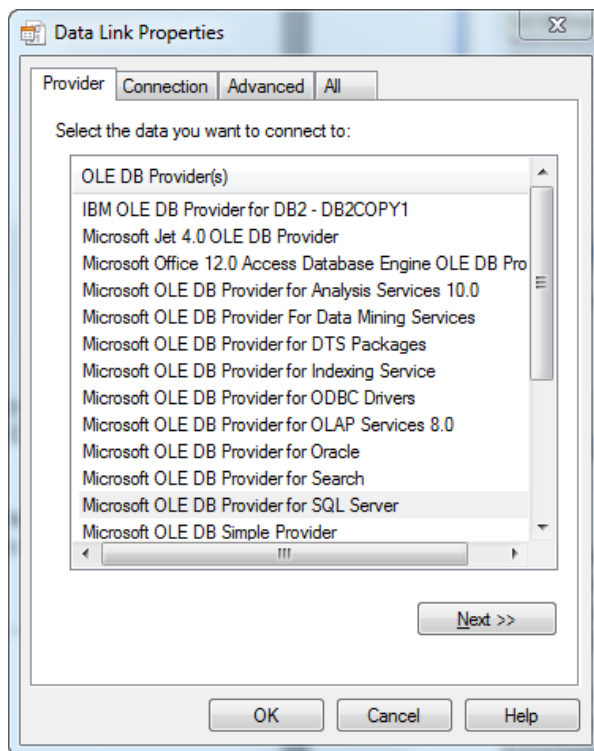 Data Link Properties
Provider Connection Advanced All
Select the data you want to connect to:
OLE DB Provider(s)
IBM OLE DB Provider for DB2 - DB2COPY1
Microsoft Jet 4.0 OLE DB Provider
Microsoft Office 12.0 Access Database Engine OLE DB Pro
Microsoft OLE DB Provider for Analysis Services 10.0
Microsoft OLE DB Provider For Data Mining Services
Microsoft OLE DB Provider for DTS Packages
Microsoft OLE DB Provider for Indexing Service
Microsoft OLE DB Provider for ODBC Drivers
Microsoft OLE DB Provider for OLAP Services 8.0
Microsoft OLE DB Provider for Oracle
Microsoft OLE DB Provider for Search
Microsoft OLE DB Provider for SQL Server
Microsoft OLE DB Simple Provider
Next >>
OK Cancel Help